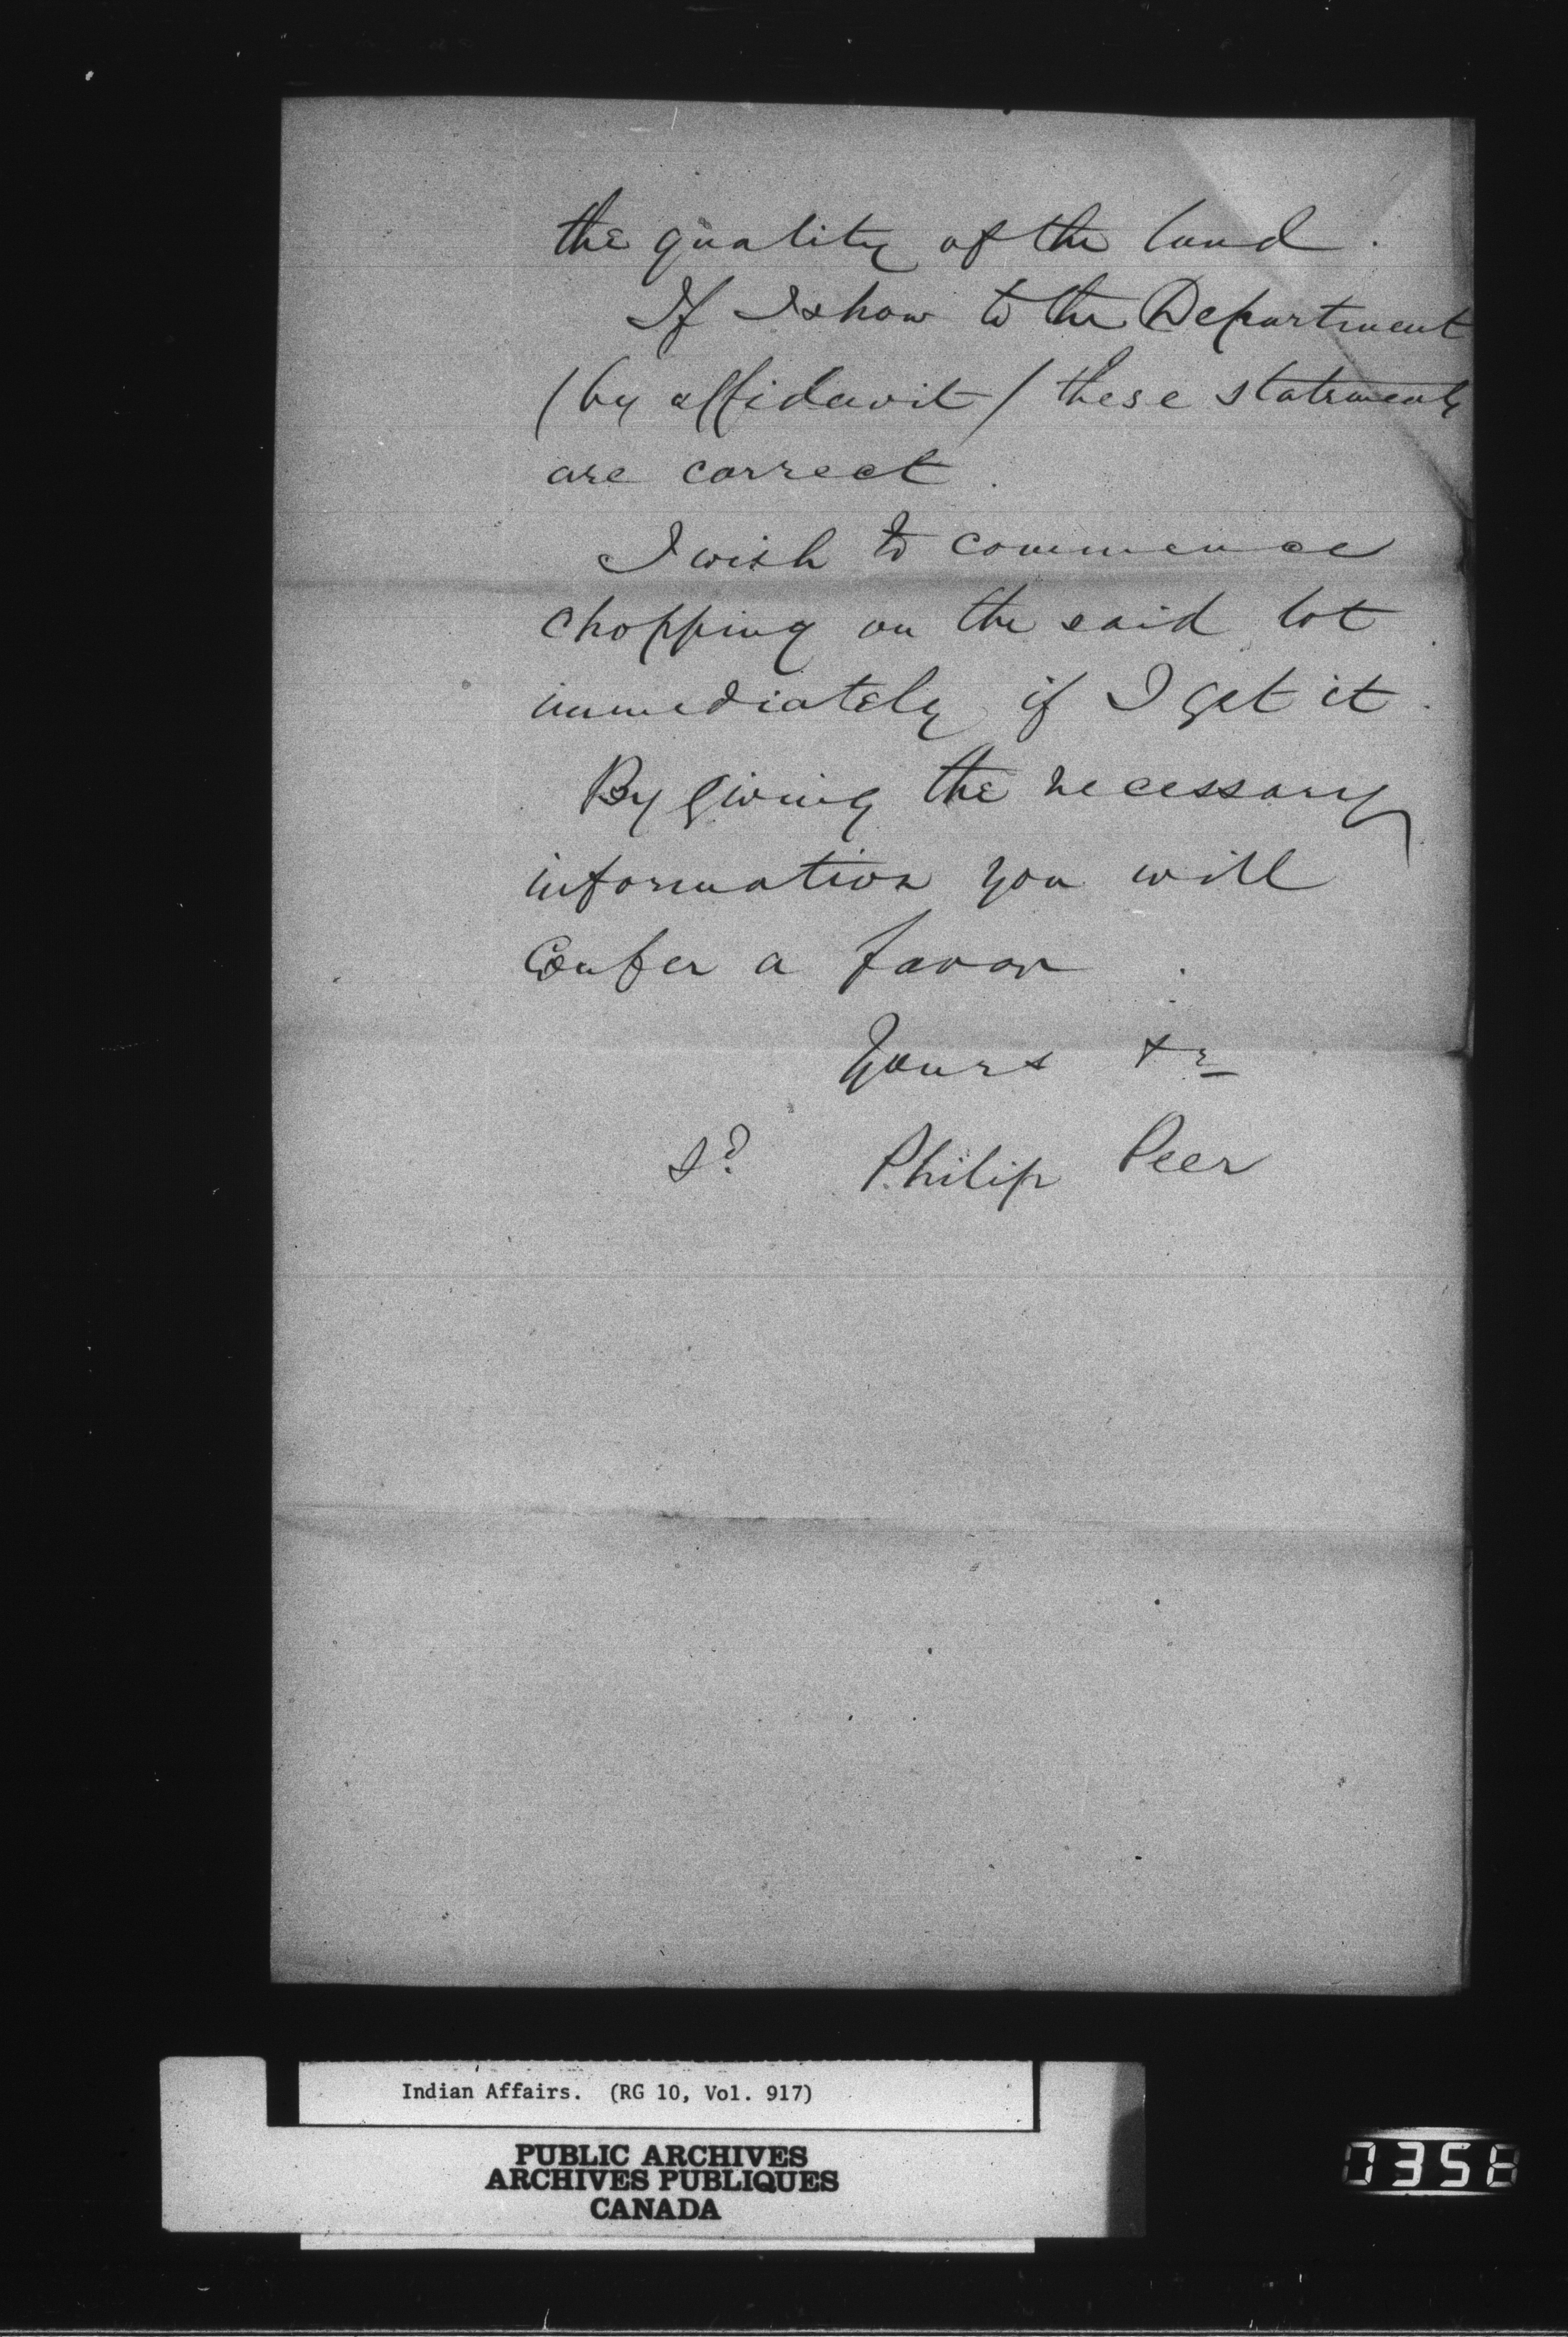 the quality of the land.
If I show to the Department
(by affidavit) these statements
are correct.
I wish to commence
chopping on the said lot
immediately if I get it.
By giving the necessary
information you will
Confer a favor.
Yours &c
Sd Philip Peer
Indian Affairs. (RG 10, Vol. 917)
PUBLIC ARCHIVES
ARCHIVES PUBLIQUES
CANADA
0358